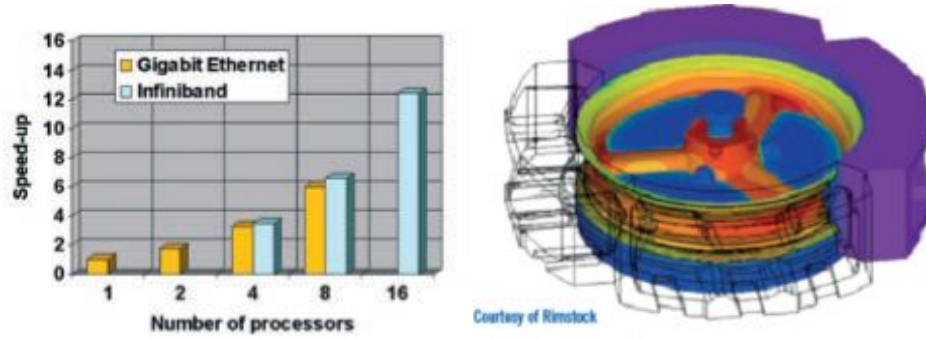 16
14
12
10
8
6
4
2
0
Speed-up
Gigabit Ethernet
Infiniband
1 2 4 8 16
Number of processors
Courtesy of Rimstock